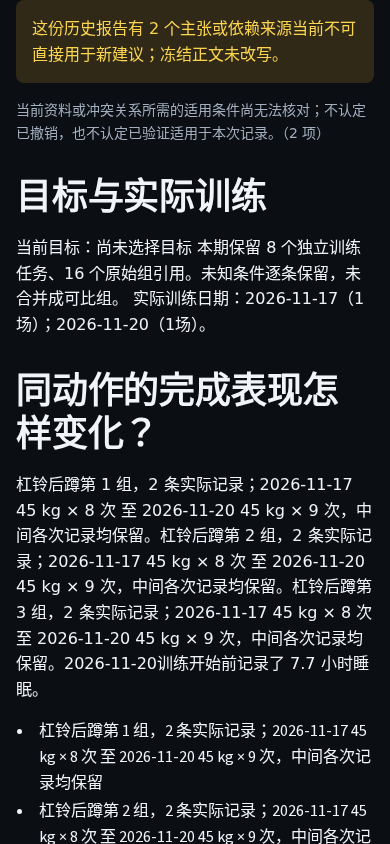 这份历史报告有 2 个主张或依赖来源当前不可
直接用于新建议；冻结正文未改写。
当前资料或冲突关系所需的适用条件尚无法核对；不认定
已撤销，也不认定已验证适用于本次记录。（2 项）
目标与实际训练
当前目标：尚未选择目标 本期保留 8 个独立训练
任务、16 个原始组引用。未知条件逐条保留，未
合并成可比组。 实际训练日期：2026-11-17（1
场）；2026-11-20（1场）。
同动作的完成表现怎
样变化？
杠铃后蹲第 1 组，2 条实际记录；2026-11-17
45 kg × 8 次 至 2026-11-20 45 kg × 9 次，中
间各次记录均保留。杠铃后蹲第 2 组，2 条实际记
录；2026-11-17 45 kg × 8 次 至 2026-11-20
45 kg × 9 次，中间各次记录均保留。杠铃后蹲第
3 组，2 条实际记录；2026-11-17 45 kg × 8 次
至 2026-11-20 45 kg × 9 次，中间各次记录均
保留。2026-11-20训练开始前记录了 7.7 小时睡
眠。
• 杠铃后蹲第 1 组，2 条实际记录；2026-11-17 45
kg × 8 次 至 2026-11-20 45 kg × 9 次，中间各次记
录均保留
• 杠铃后蹲第 2 组，2 条实际记录；2026-11-17 45
kg × 8 次 至 2026-11-20 45 kg × 9 次，中间各次记